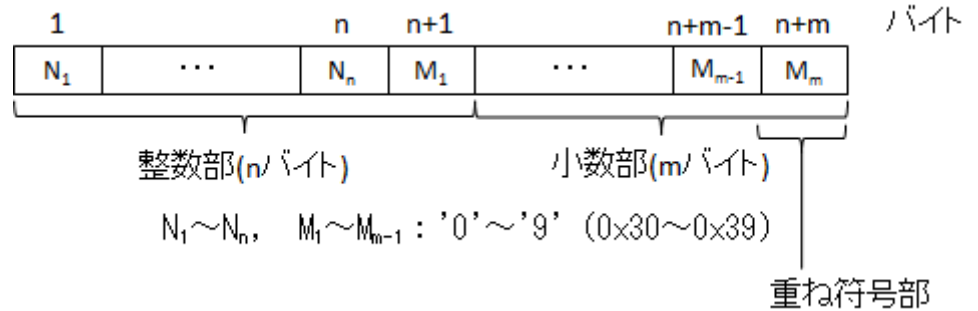 1 n n+1 n+m-1 n+m バイト
N₁ ・・・ Nₙ M₁ ・・・ Mₘ₋₁ Mₘ
整数部(nバイト) 小数部(mバイト)
N₁～Nₙ, M₁～Mₘ₋₁：'0'～'9' (0x30～0x39)
重ね符号部